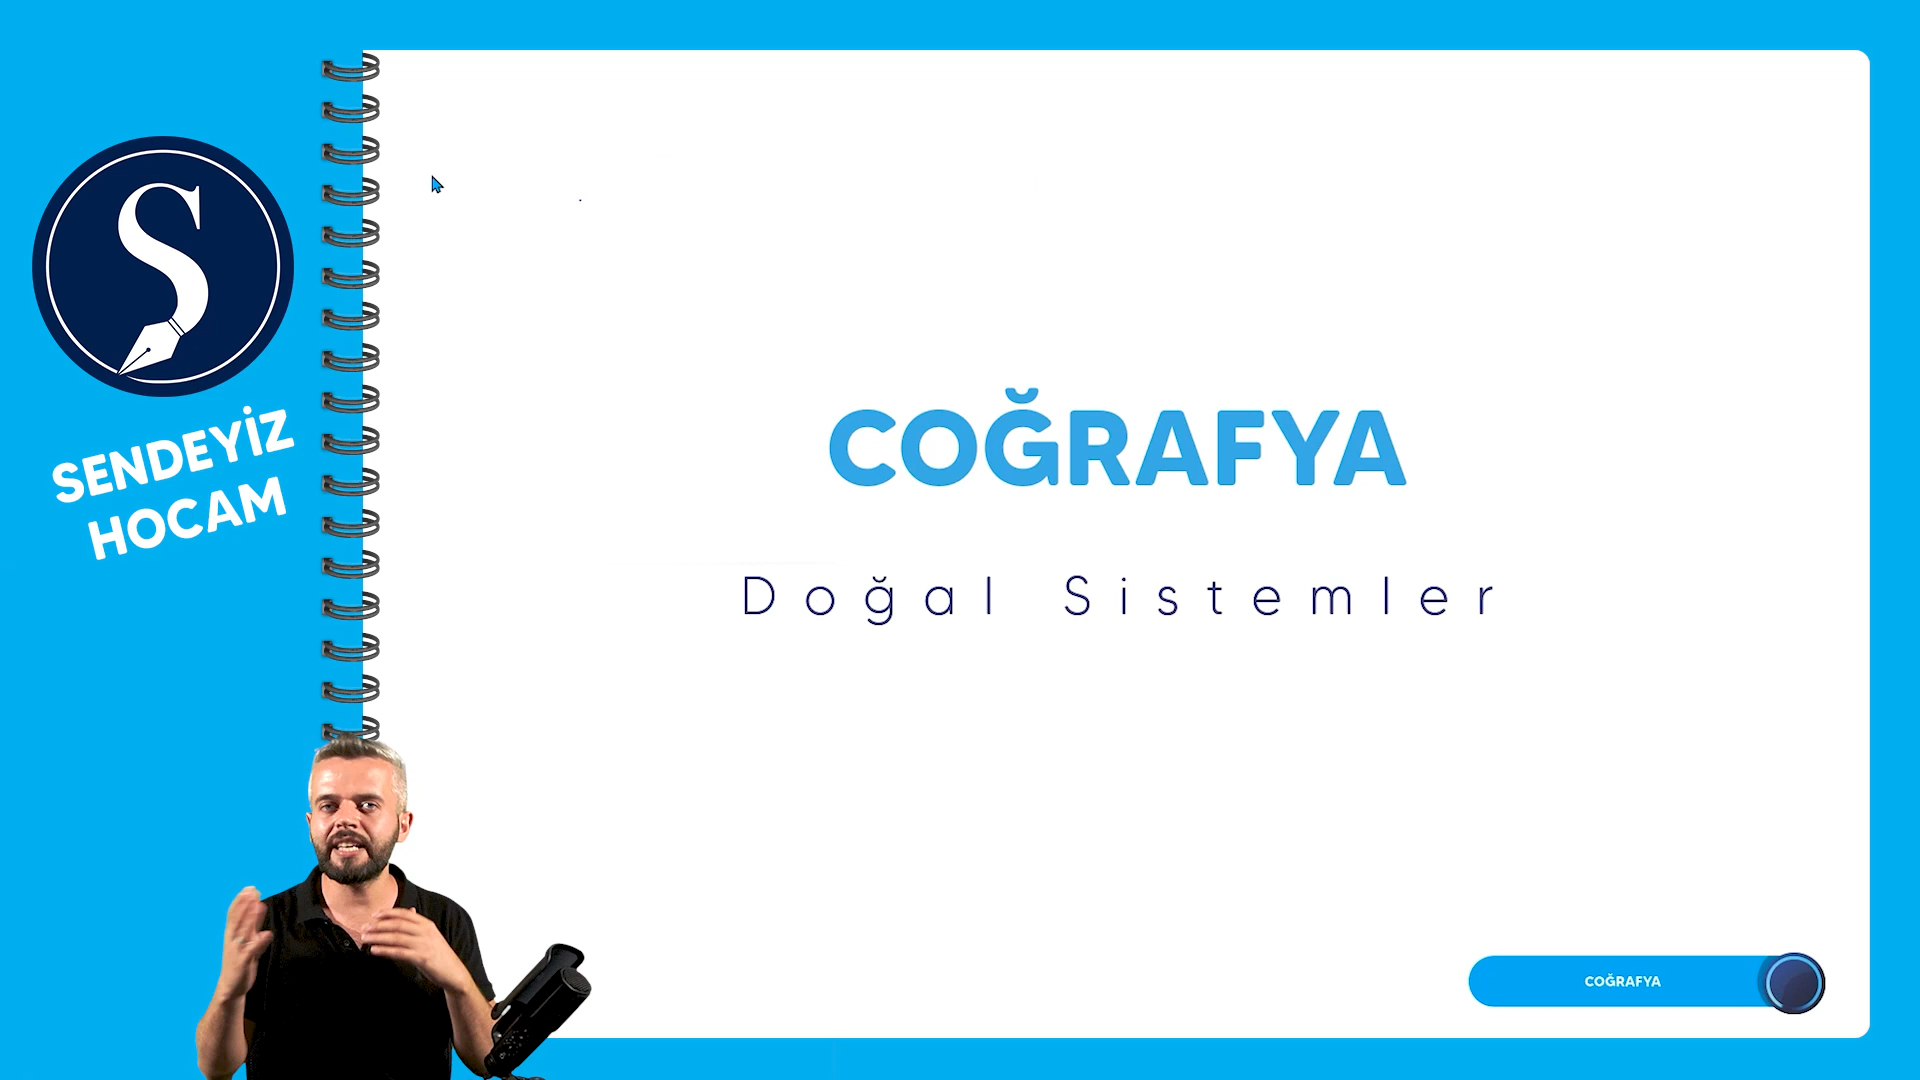 SENDEYİZ
HOCAM
COĞRAFYA
Doğal Sistemler
COĞRAFYA